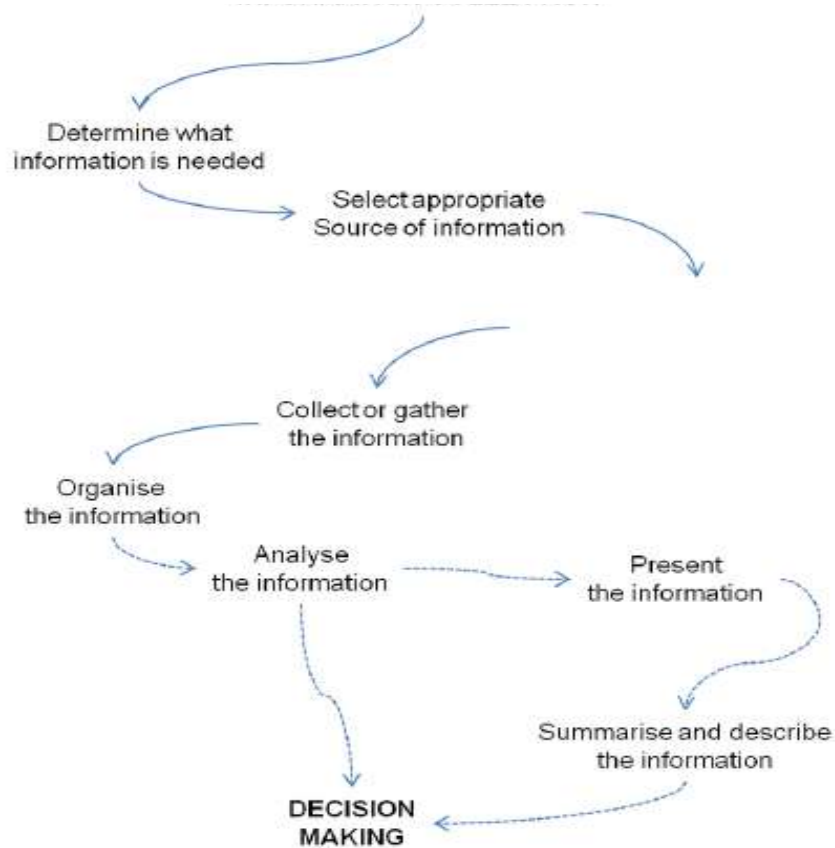 Determine what
information is needed
Select appropriate
Source of information
Collect or gather
the information
Organise
the information
Analyse
the information
Present
the information
Summarise and describe
the information
DECISION
MAKING